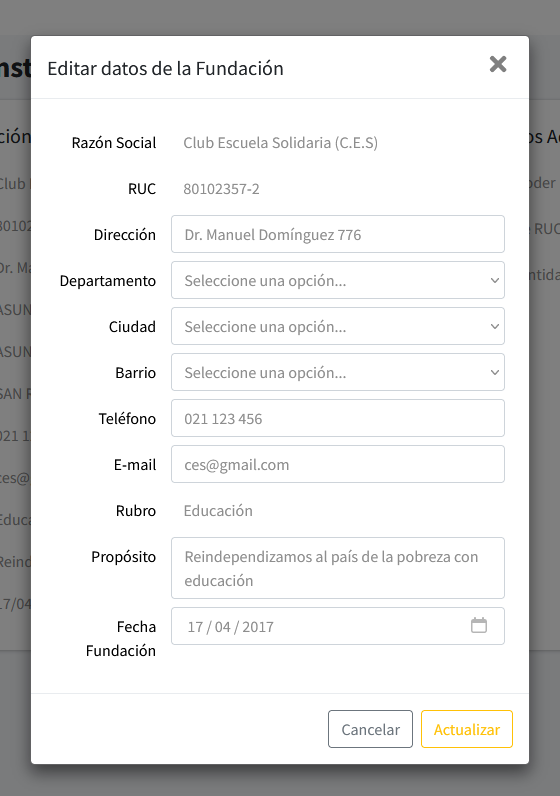 Editar datos de la Fundación
Razón Social Club Escuela Solidaria (C.E.S)
RUC 80102357-2
Dirección Dr. Manuel Domínguez 776
Departamento Seleccione una opción...
Ciudad Seleccione una opción...
Barrio Seleccione una opción...
Teléfono 021 123 456
E-mail ces@gmail.com
Rubro Educación
Propósito Reindependizamos al país de la pobreza con
educación
Fecha 17 / 04 / 2017
Fundación
Cancelar Actualizar